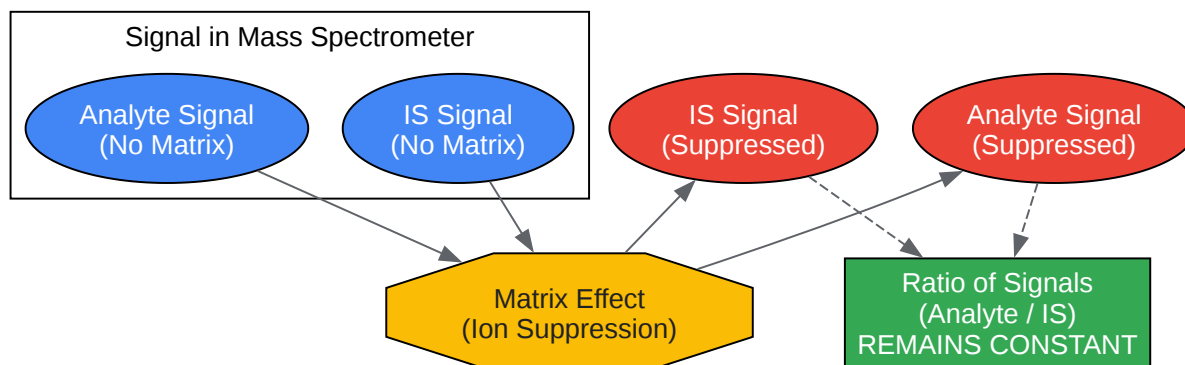 Signal in Mass Spectrometer
Analyte Signal
(No Matrix)
IS Signal
(No Matrix)
IS Signal
(Suppressed)
Analyte Signal
(Suppressed)
Matrix Effect
(Ion Suppression)
Ratio of Signals
(Analyte / IS)
REMAINS CONSTANT